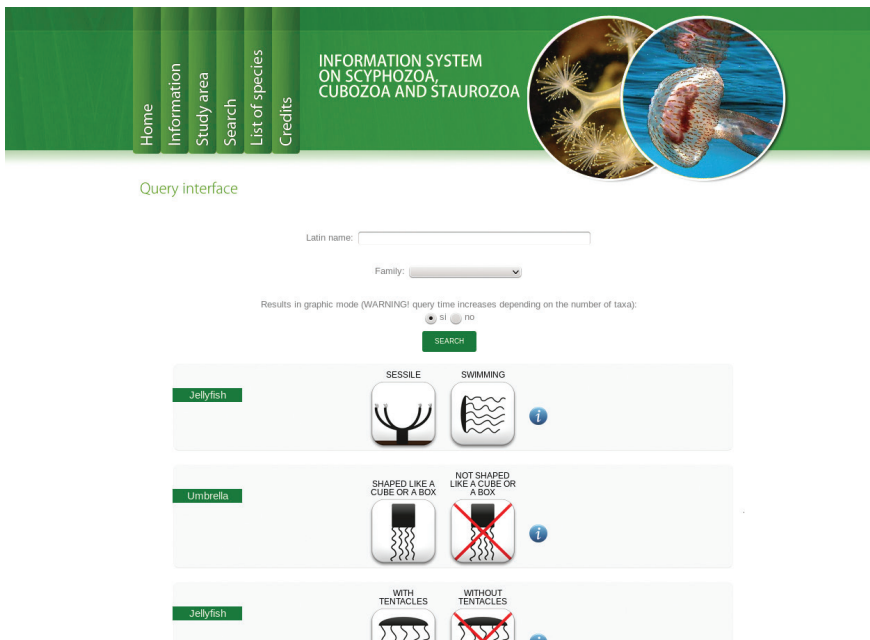 Home
Information
Study area
Search
List of species
Credits
INFORMATION SYSTEM
ON SCYPHOZOA,
CUBOZOA AND STAUROZOA
Query interface
Latin name:
Family:
Results in graphic mode (WARNING! query time increases depending on the number of taxa):
si no
SEARCH
Jellyfish
SESSILE
SWIMMING
i
Umbrella
SHAPED LIKE A
CUBE OR A BOX
NOT SHAPED
LIKE A CUBE OR
A BOX
i
Jellyfish
WITH
TENTACLES
WITHOUT
TENTACLES